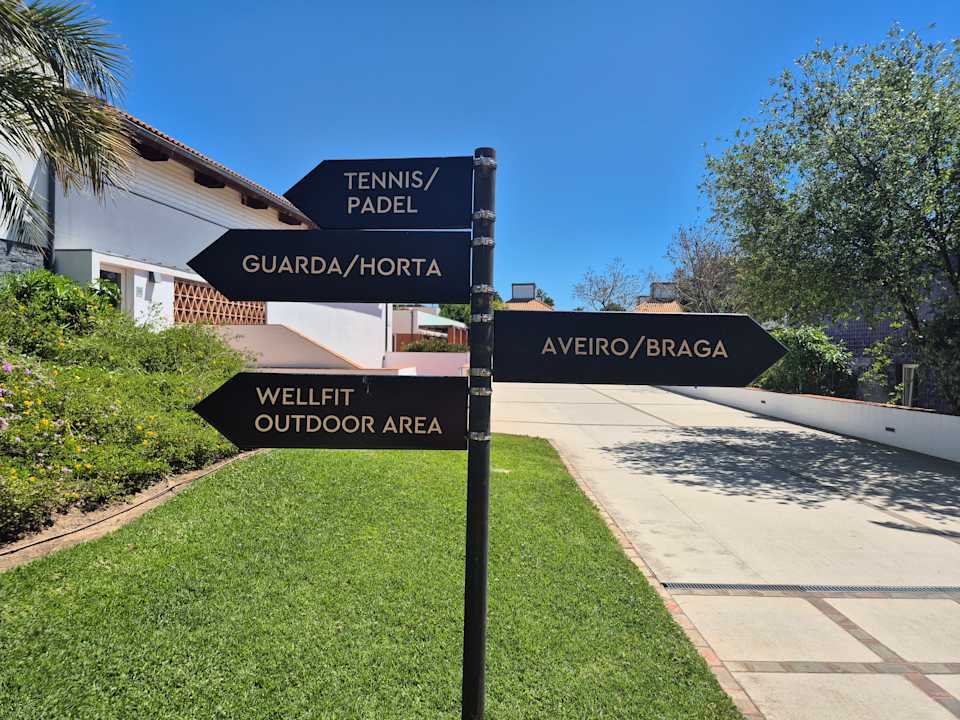 TENNIS/
PADEL
GUARDA/HORTA
AVEIRO/BRAGA
WELLFIT
OUTDOOR AREA